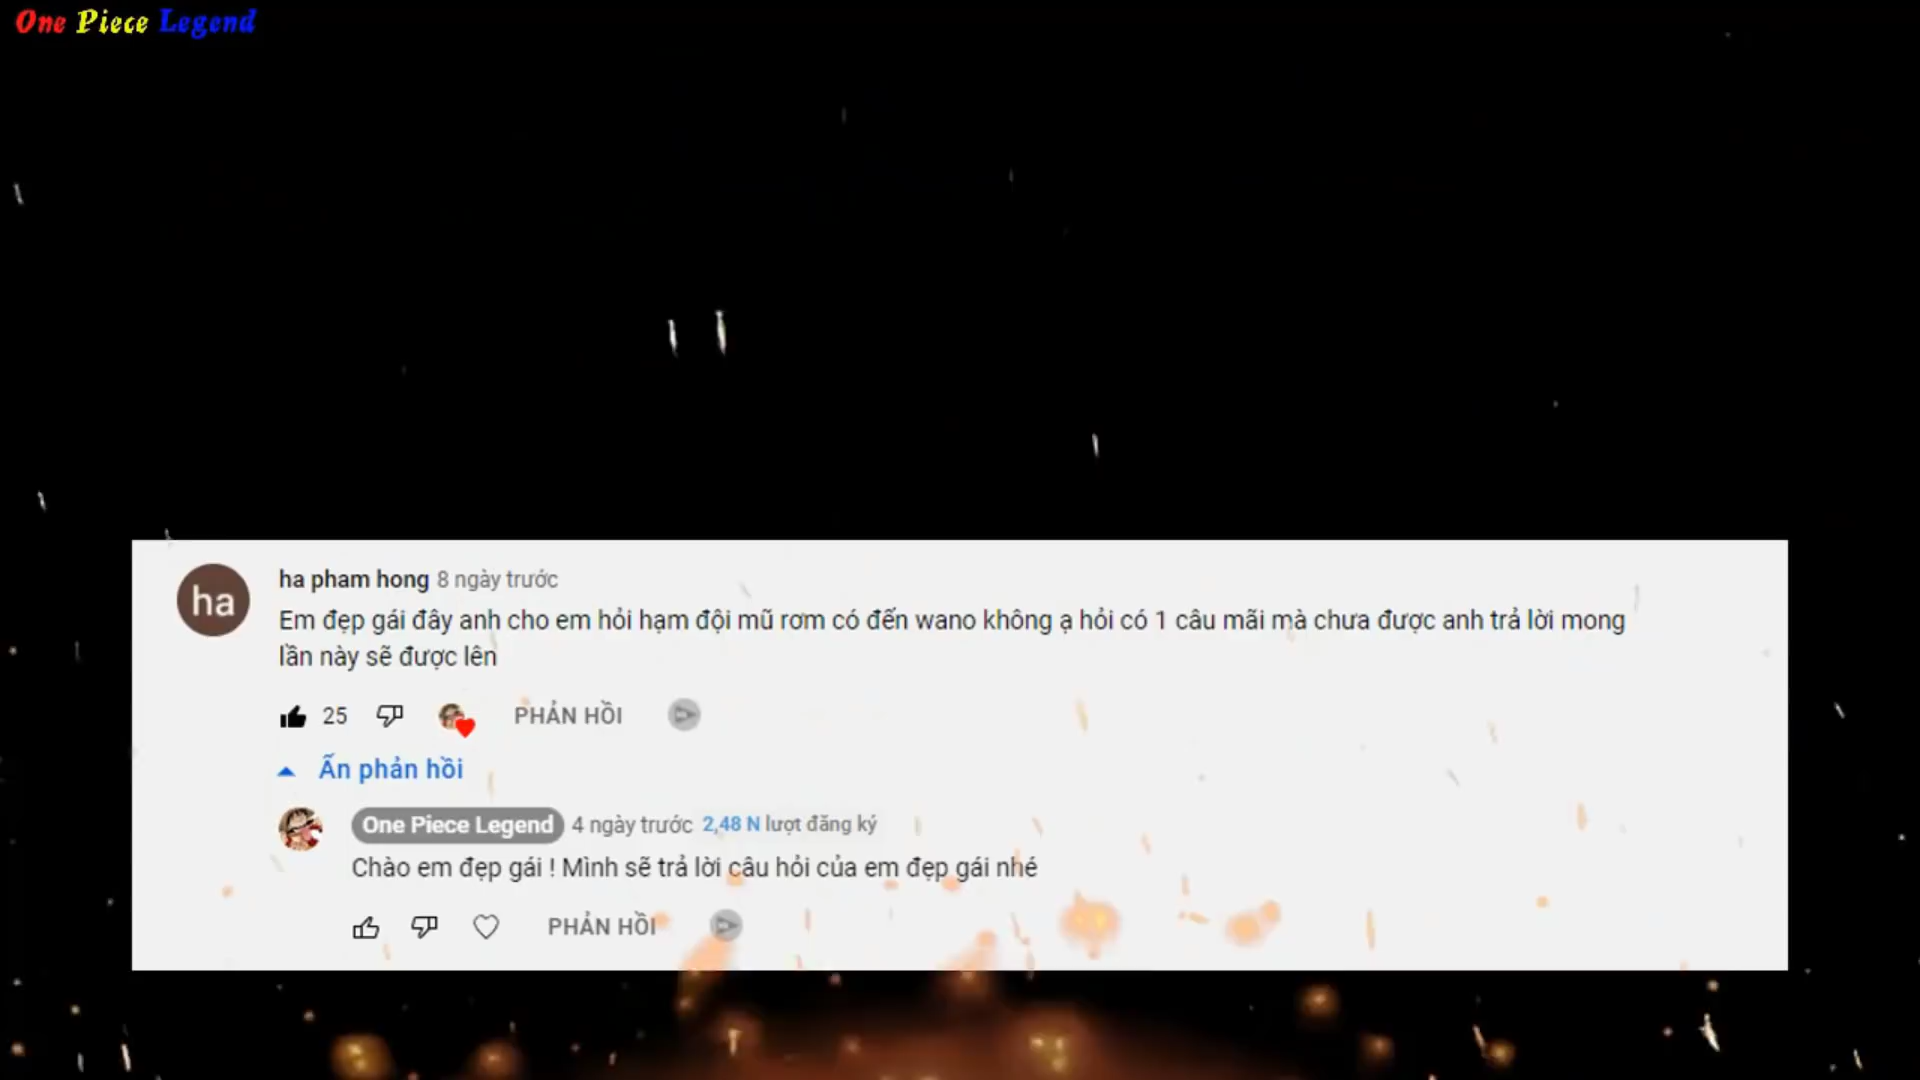 One Piece Legend
ha pham hong 8 ngày trước
Em đẹp gái đây anh cho em hỏi hạm đội mũ rơm có đến wano không ạ hỏi có 1 câu mãi mà chưa được anh trả lời mong
lần này sẽ được lên
25 PHẢN HỒI
Ẩn phản hồi
One Piece Legend 4 ngày trước 2,48 N lượt đăng ký
Chào em đẹp gái ! Mình sẽ trả lời câu hỏi của em đẹp gái nhé
PHẢN HỒI
ha